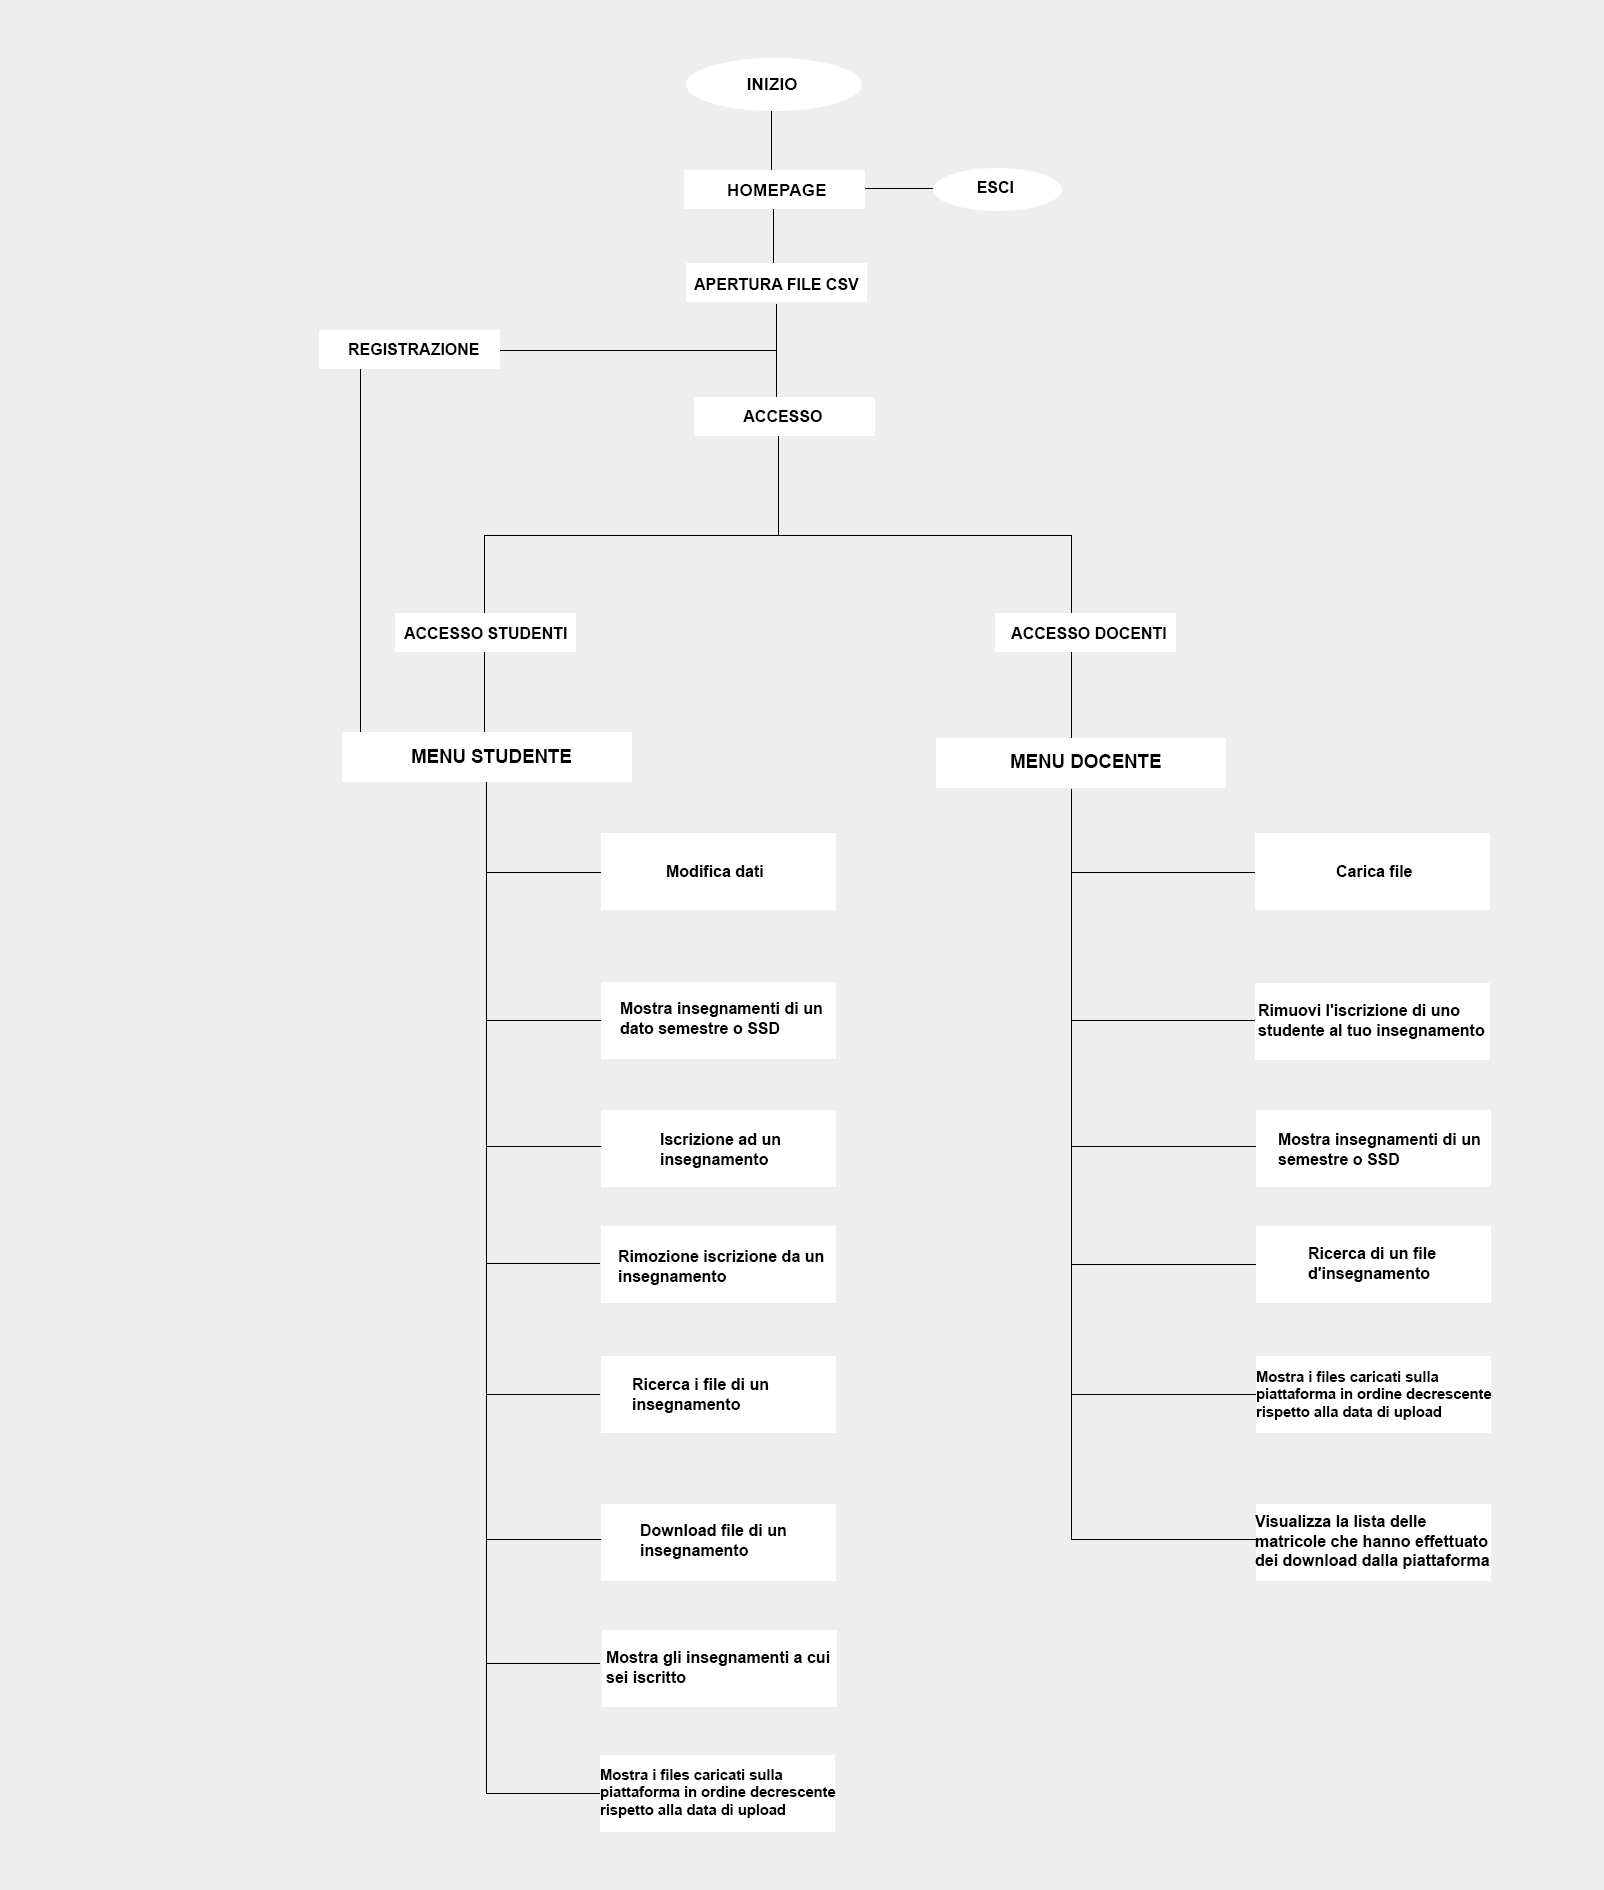 INIZIO
HOMEPAGE
ESCI
APERTURA FILE CSV
REGISTRAZIONE
ACCESSO
ACCESSO STUDENTI
ACCESSO DOCENTI
MENU STUDENTE
MENU DOCENTE
Modifica dati
Mostra insegnamenti di un
dato semestre o SSD
Iscrizione ad un
insegnamento
Rimozione iscrizione da un
insegnamento
Ricerca i file di un
insegnamento
Download file di un
insegnamento
Mostra gli insegnamenti a cui
sei iscritto
Mostra i files caricati sulla
piattaforma in ordine decrescente
rispetto alla data di upload
Carica file
Rimuovi l'iscrizione di uno
studente al tuo insegnamento
Mostra insegnamenti di un
semestre o SSD
Ricerca di un file
d'insegnamento
Mostra i files caricati sulla
piattaforma in ordine decrescente
rispetto alla data di upload
Visualizza la lista delle
matricole che hanno effettuato
dei download dalla piattaforma